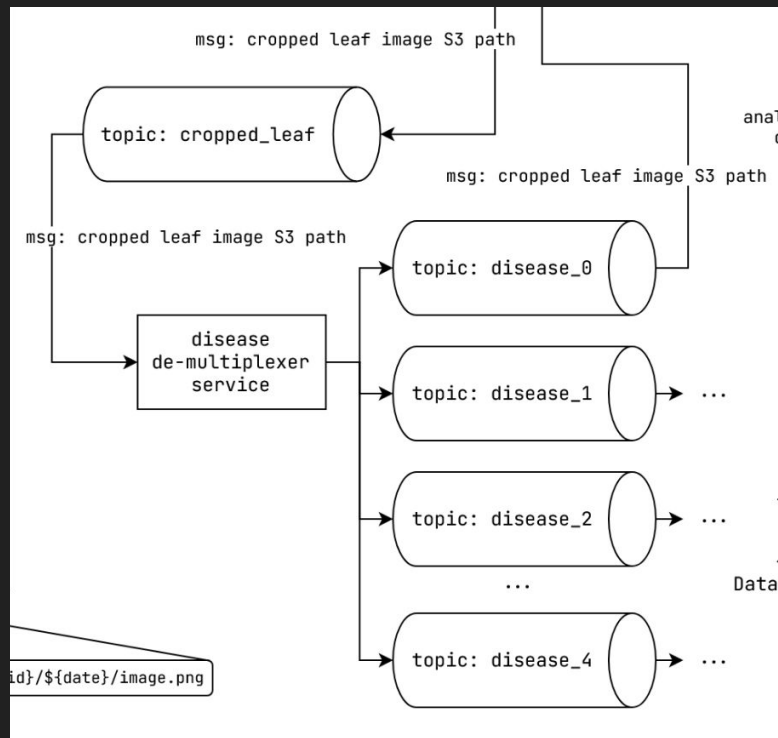 msg: cropped leaf image S3 path
topic: cropped_leaf
msg: cropped leaf image S3 path
msg: cropped leaf image S3 path
topic: disease_0
disease
de-multiplexer
service
topic: disease_1
...
topic: disease_2
...
...
Data
topic: disease_4
...
id}/${date}/image.png